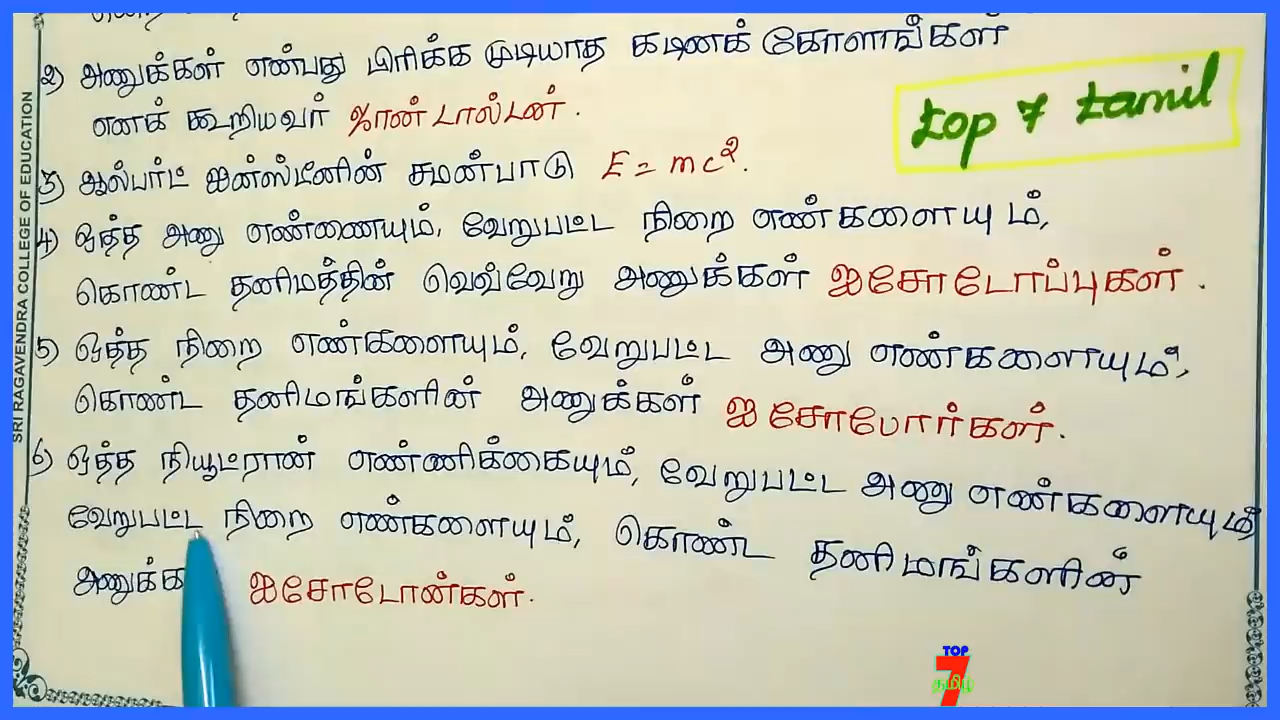 2) அணுக்கள் என்பது பிரிக்க முடியாத கடினக் கோளங்கள்
எனக் கூறியவர் ஜான் டால்டன்.
top 7 tamil
3) ஆல்பர்ட் ஐன்ஸ்டீனின் சமன்பாடு E = mc².
4) ஒத்த அணு எண்ணையும், வேறுபட்ட நிறை எண்களையும்,
கொண்ட தனிமத்தின் வெவ்வேறு அணுக்கள் ஐசோடோப்புகள்.
5) ஒத்த நிறை எண்களையும், வேறுபட்ட அணு எண்களையும்,
கொண்ட தனிமங்களின் அணுக்கள் ஐசோபோர்கள்.
6) ஒத்த நியூட்ரான் எண்ணிக்கையும், வேறுபட்ட அணு எண்களையும்
வேறுபட்ட நிறை எண்களையும், கொண்ட தனிமங்களின்
அணுக்க ஐசோடோன்கள்.
SRI RAGAVENDRA COLLEGE OF EDUCATION
TOP
7
தமிழ்